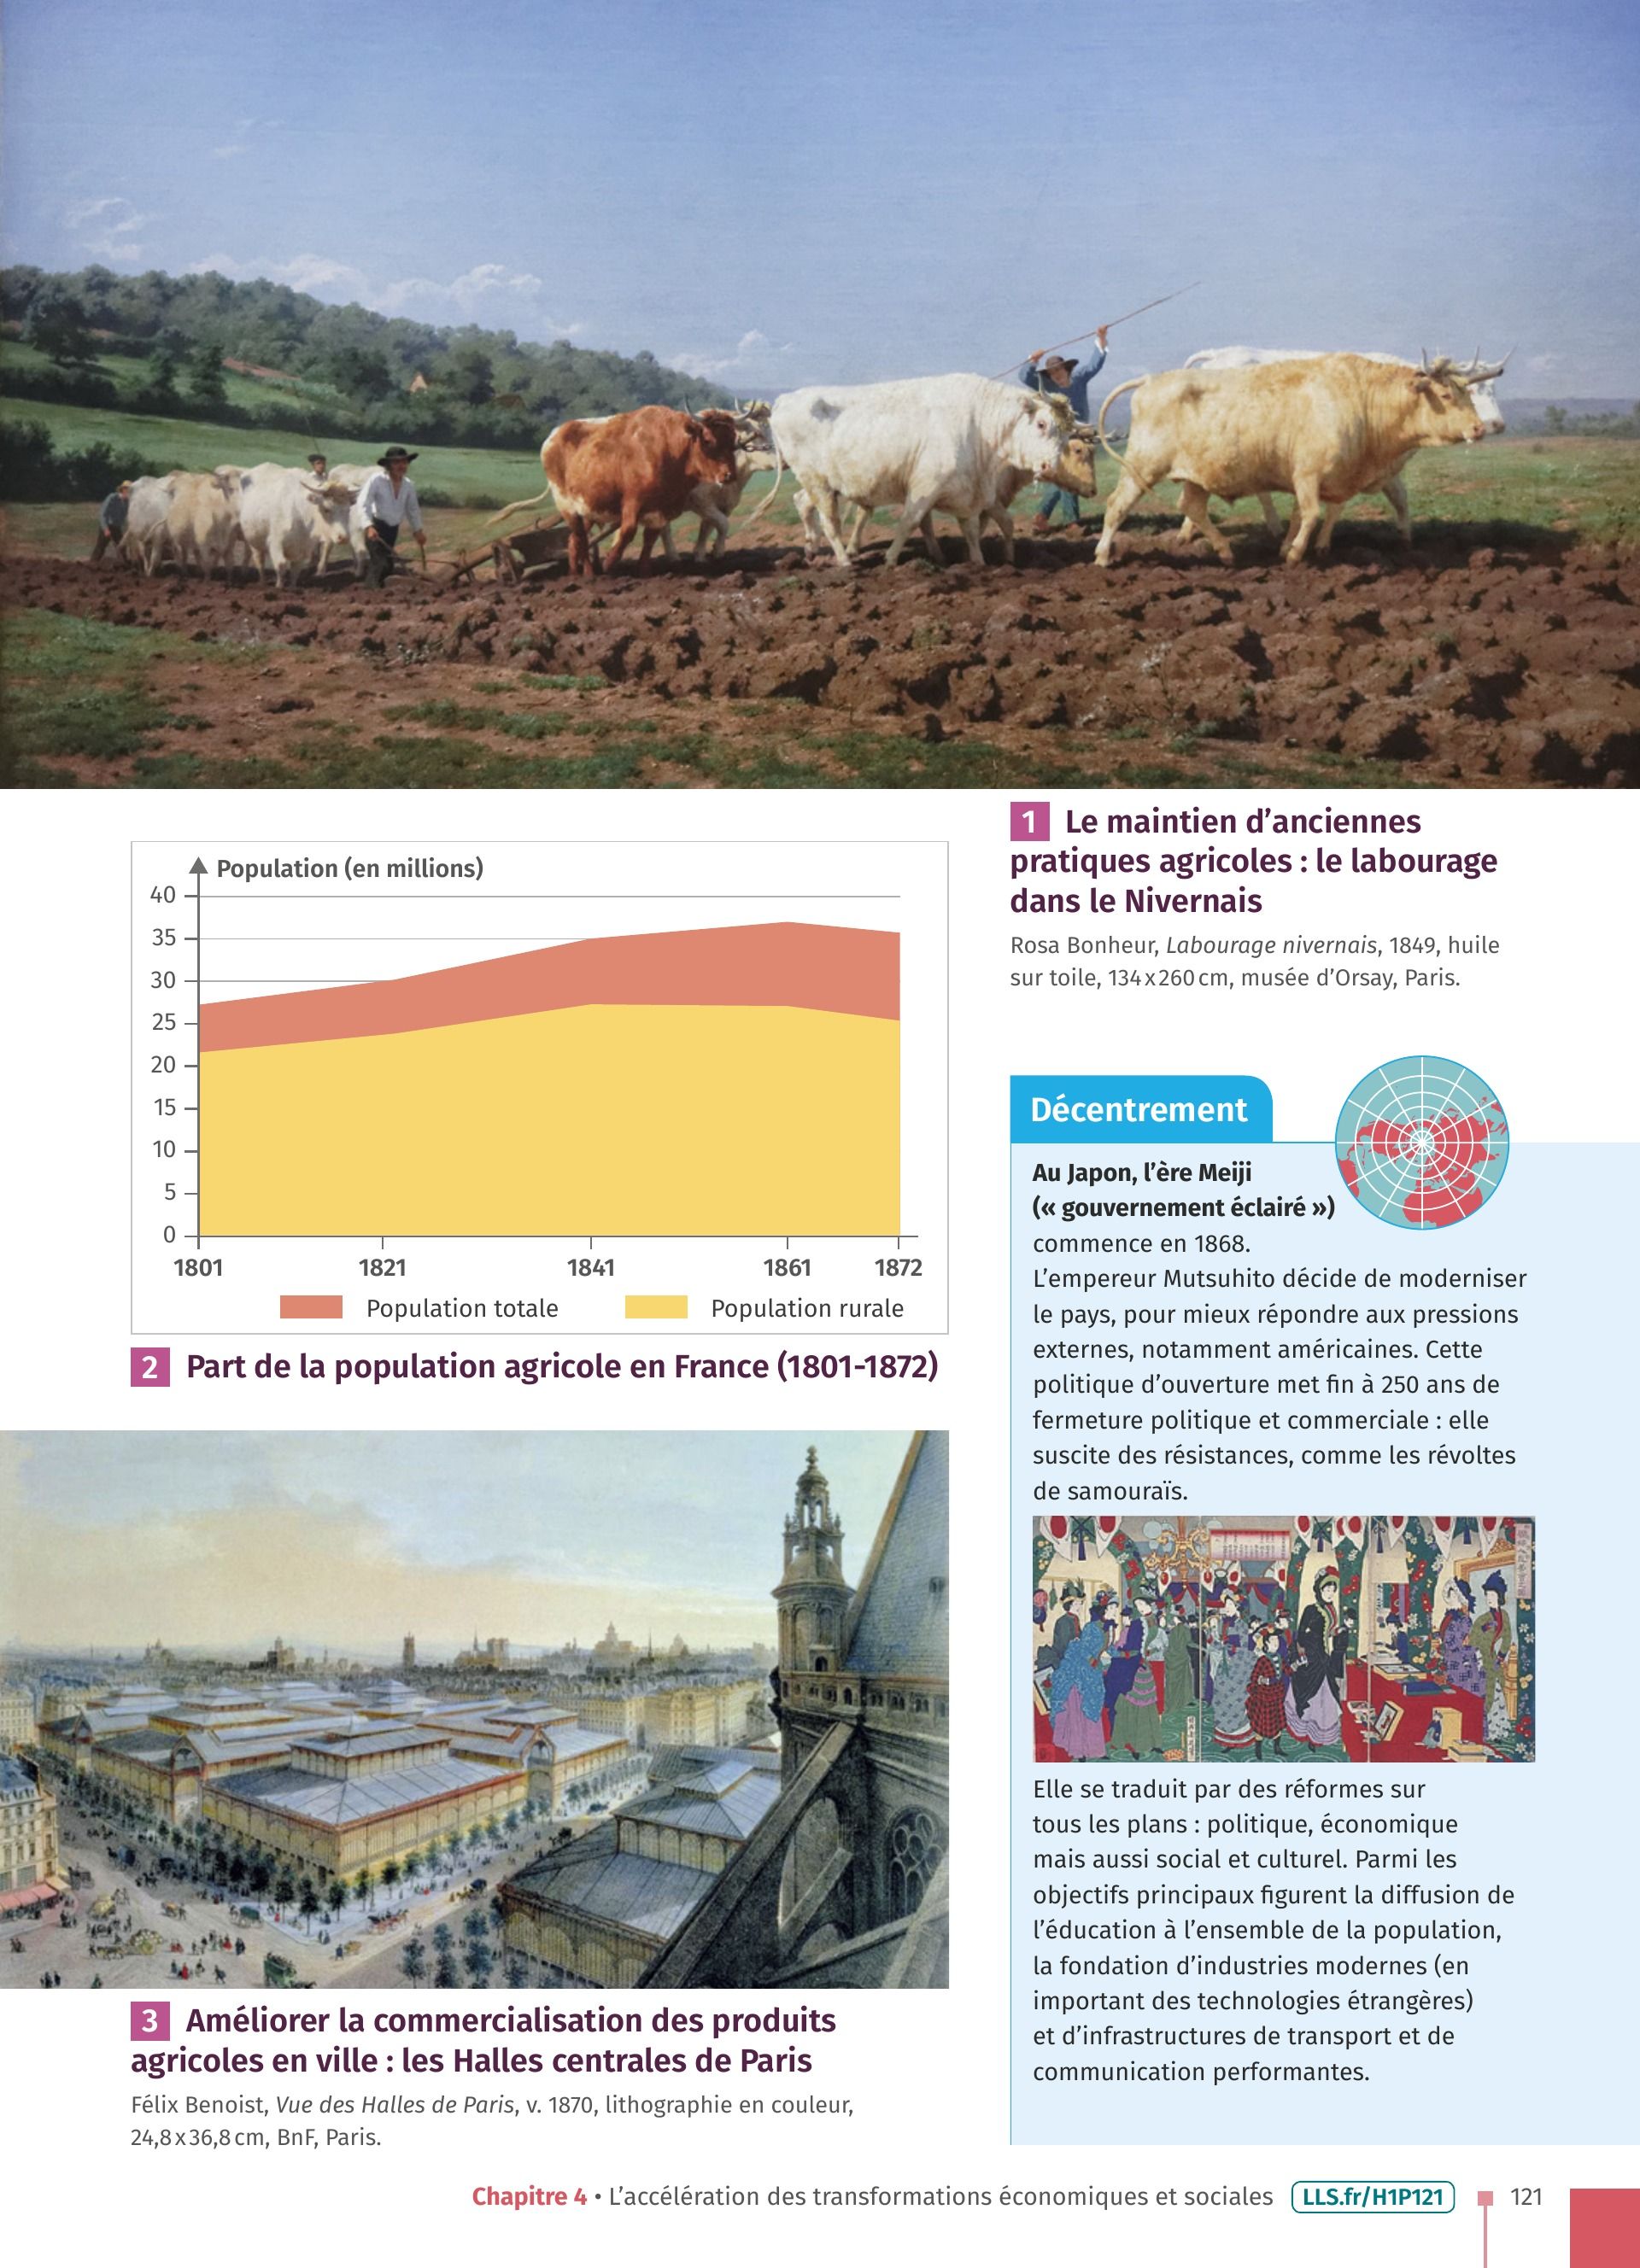 1 Le maintien d’anciennes
pratiques agricoles : le labourage
dans le Nivernais
Rosa Bonheur, Labourage nivernais, 1849, huile
sur toile, 134 x 260 cm, musée d’Orsay, Paris.
Population (en millions)
40
35
30
25
20
15
10
5
0
1801 1821 1841 1861 1872
Population totale Population rurale
2 Part de la population agricole en France (1801-1872)
3 Améliorer la commercialisation des produits
agricoles en ville : les Halles centrales de Paris
Félix Benoist, Vue des Halles de Paris, v. 1870, lithographie en couleur,
24,8 x 36,8 cm, BnF, Paris.
Décentrement
Au Japon, l’ère Meiji
(« gouvernement éclairé »)
commence en 1868.
L’empereur Mutsuhito décide de moderniser
le pays, pour mieux répondre aux pressions
externes, notamment américaines. Cette
politique d’ouverture met fin à 250 ans de
fermeture politique et commerciale : elle
suscite des résistances, comme les révoltes
de samouraïs.
Elle se traduit par des réformes sur
tous les plans : politique, économique
mais aussi social et culturel. Parmi les
objectifs principaux figurent la diffusion de
l’éducation à l’ensemble de la population,
la fondation d’industries modernes (en
important des technologies étrangères)
et d’infrastructures de transport et de
communication performantes.
Chapitre 4 • L’accélération des transformations économiques et sociales LLS.fr/H1P121 121